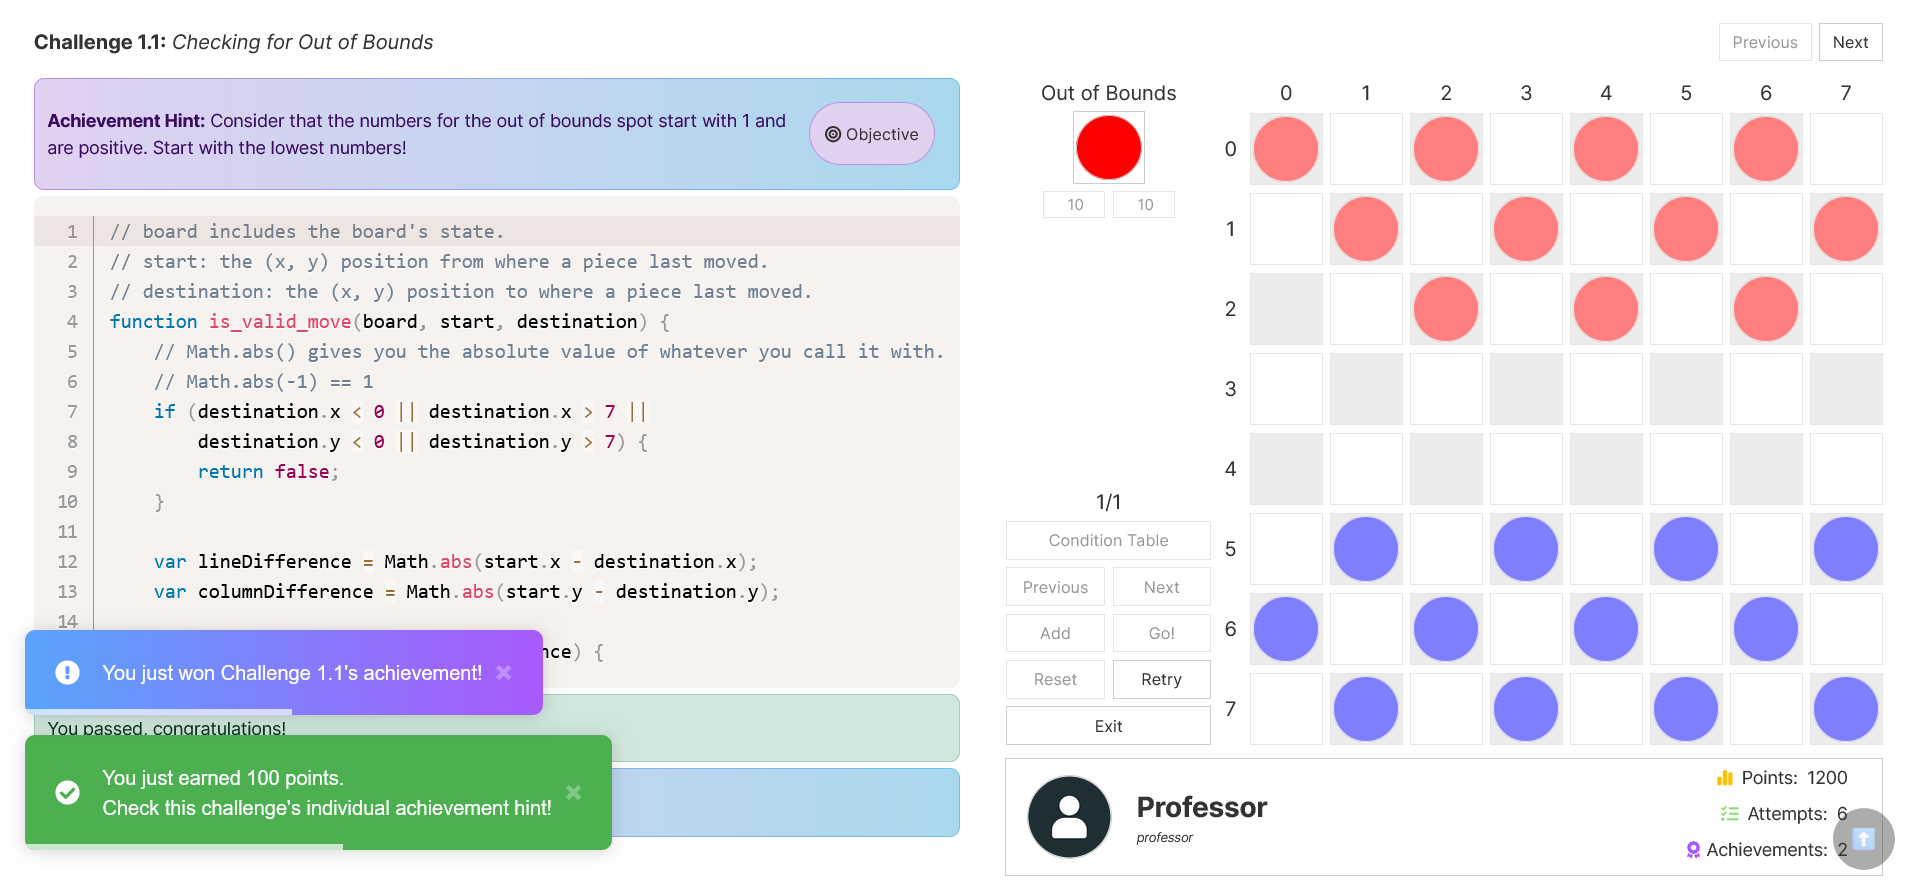 Challenge 1.1: Checking for Out of Bounds
Previous
Next
Achievement Hint: Consider that the numbers for the out of bounds spot start with 1 and
are positive. Start with the lowest numbers!
Objective
1 // board includes the board's state.
2 // start: the (x, y) position from where a piece last moved.
3 // destination: the (x, y) position to where a piece last moved.
4 function is_valid_move(board, start, destination) {
5 // Math.abs() gives you the absolute value of whatever you call it with.
6 // Math.abs(-1) == 1
7 if (destination.x < 0 || destination.x > 7 ||
8 destination.y < 0 || destination.y > 7) {
9 return false;
10 }
11
12 var lineDifference = Math.abs(start.x - destination.x);
13 var columnDifference = Math.abs(start.y - destination.y);
14
nce) {
You just won Challenge 1.1's achievement!
You passed, congratulations!
You just earned 100 points.
Check this challenge's individual achievement hint!
Out of Bounds
10 10
1/1
Condition Table
Previous Next
Add Go!
Reset Retry
Exit
0 1 2 3 4 5 6 7
0
1
2
3
4
5
6
7
Professor
professor
Points: 1200
Attempts: 6
Achievements: 2